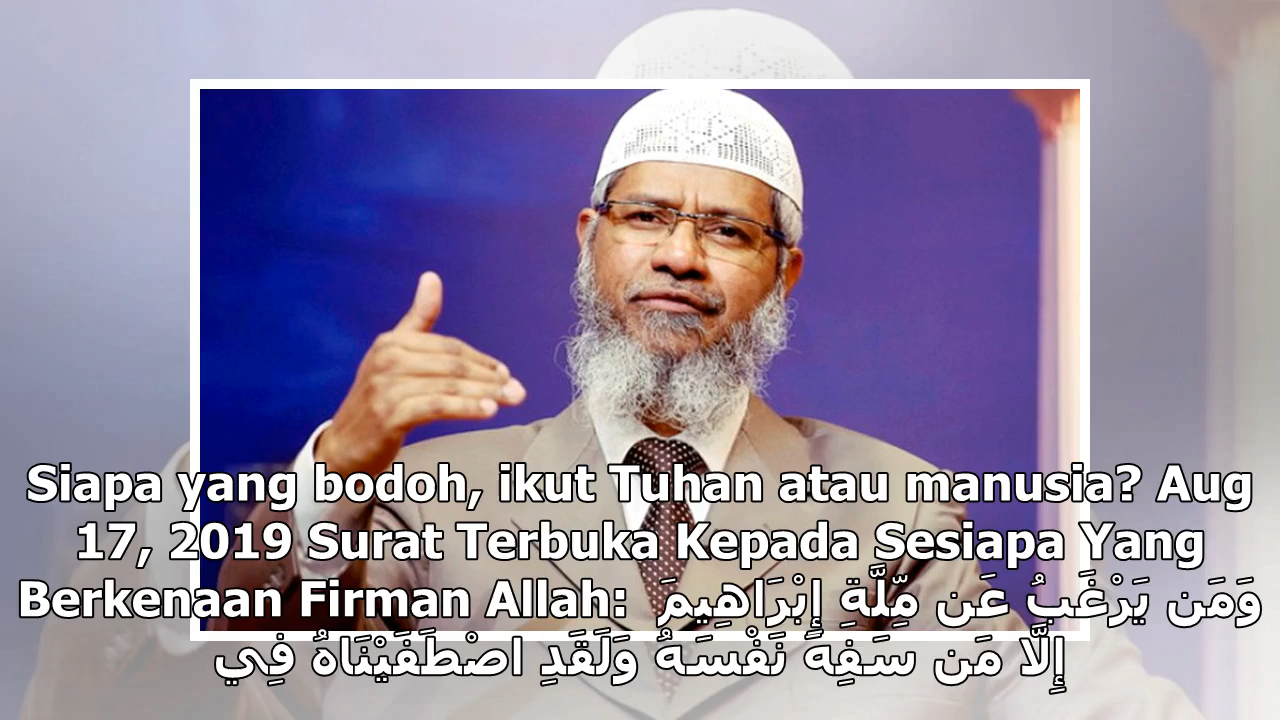 Siapa yang bodoh, ikut Tuhan atau manusia? Aug
17, 2019 Surat Terbuka Kepada Sesiapa Yang
Berkenaan Firman Allah: وَمَن يَرْغَبُ عَن مِّلَّةِ إِبْرَاهِيمَ
إِلَّا مَن سَفِهَ نَفْسَهُ وَلَقَدِ اصْطَفَيْنَاهُ فِي